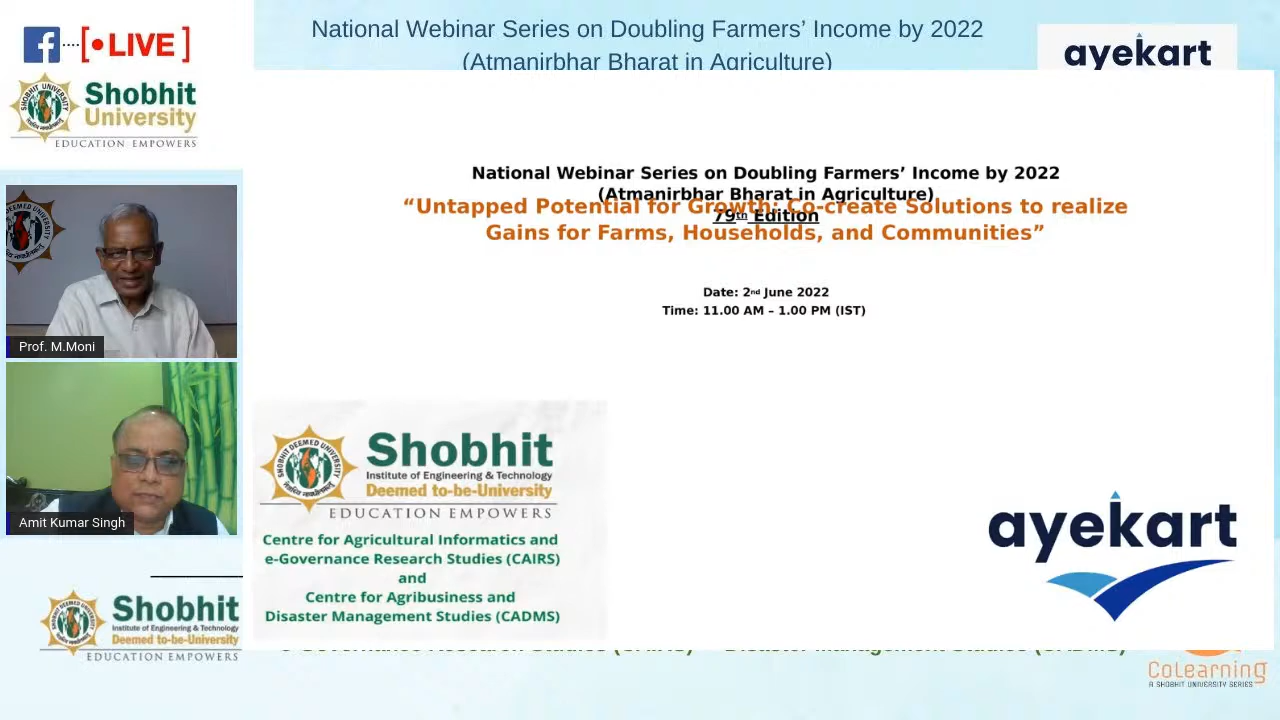 National Webinar Series on Doubling Farmers’ Income by 2022
(Atmanirbhar Bharat in Agriculture)
LIVE
Shobhit
University
EDUCATION EMPOWERS
ayekart
National Webinar Series on Doubling Farmers’ Income by 2022
(Atmanirbhar Bharat in Agriculture)
79th Edition
“Untapped Potential for Growth: Co-create Solutions to realize
Gains for Farms, Households, and Communities”
Date: 2nd June 2022
Time: 11.00 AM – 1.00 PM (IST)
Prof. M.Moni
Amit Kumar Singh
SHOBHIT DEEMED UNIVERSITY
Shobhit
Institute of Engineering & Technology
Deemed to-be-University
EDUCATION EMPOWERS
Centre for Agricultural Informatics and
e-Governance Research Studies (CAIRS)
and
Centre for Agribusiness and
Disaster Management Studies (CADMS)
ayekart
Shobhit
Institute of Engineering & Technology
Deemed to-be-University
EDUCATION EMPOWERS
CoLearning
A SHOBHIT UNIVERSITY SERIES